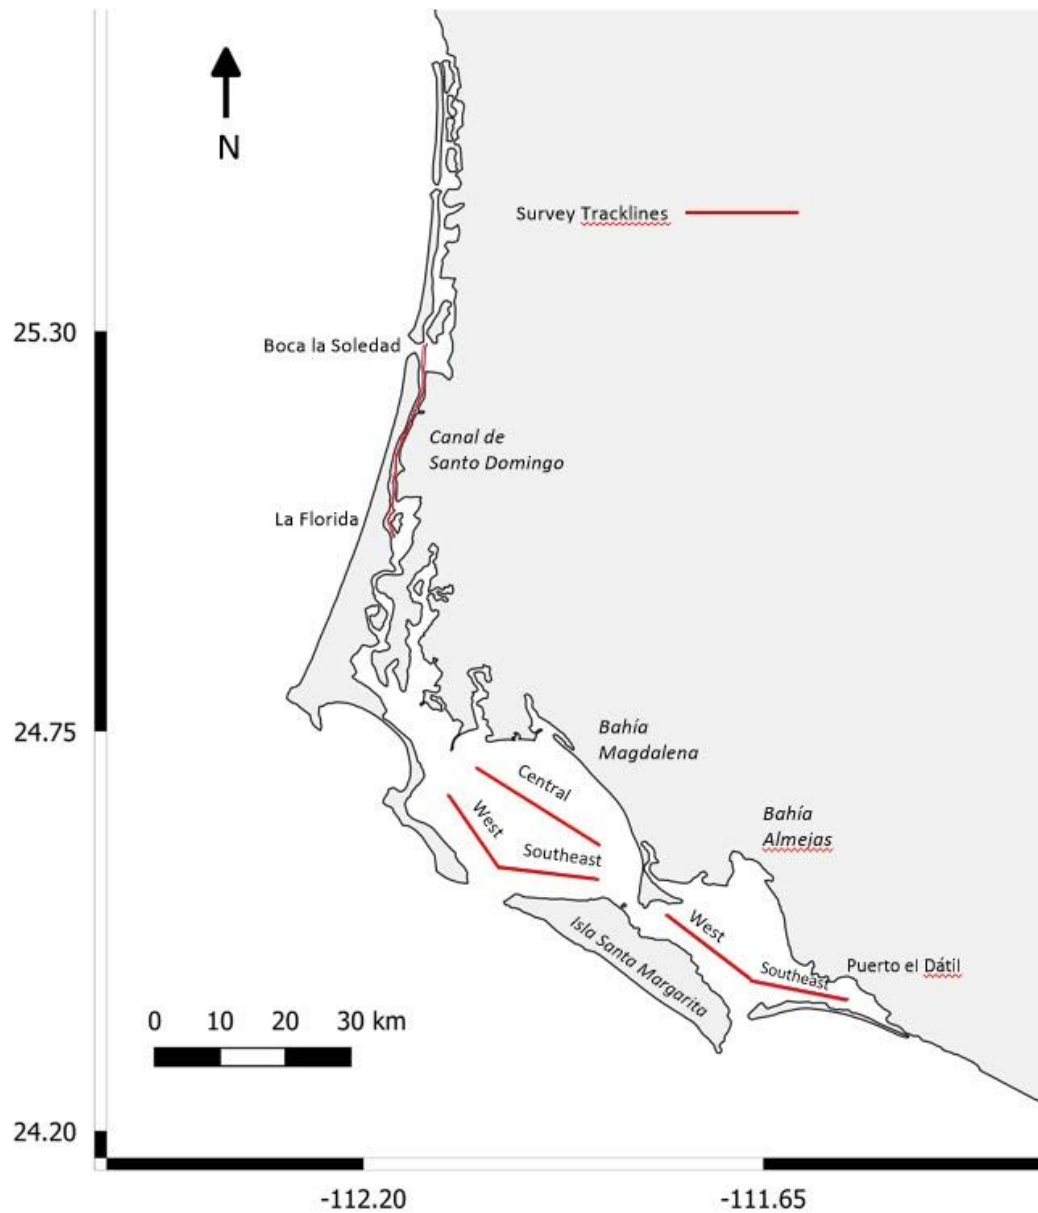 N
Survey Tracklines
25.30
Boca la Soledad
Canal de
Santo Domingo
La Florida
24.75
Bahía
Magdalena
Central
West
Southeast
Bahía
Almejas
West
Southeast
Puerto el Dátil
Isla Santa Margarita
0 10 20 30 km
24.20
-112.20 -111.65